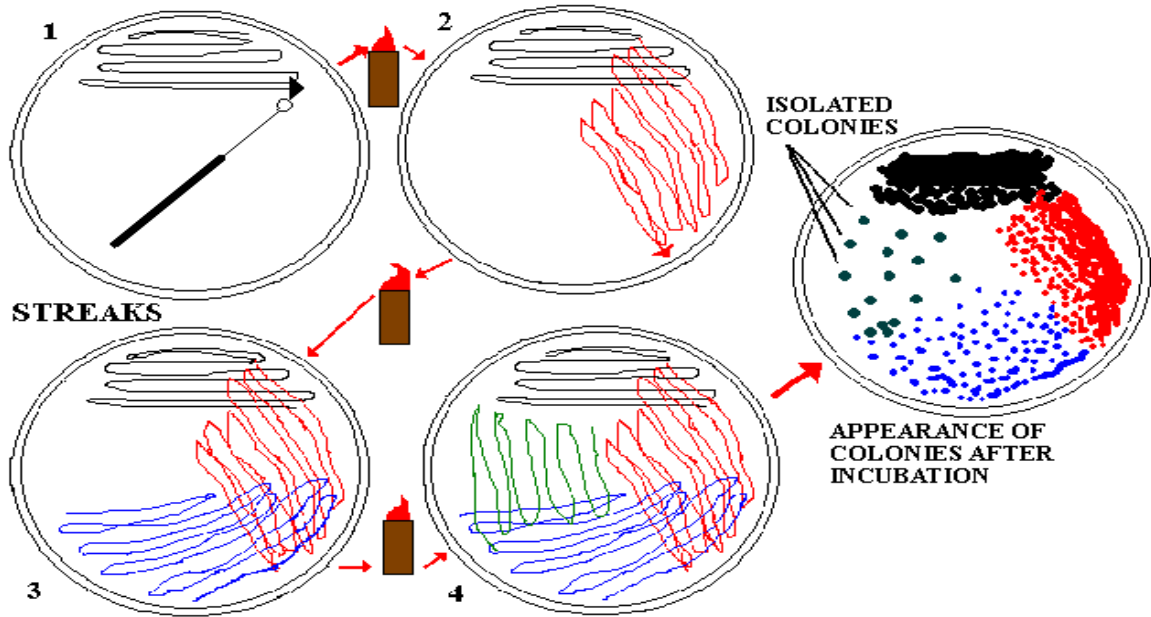 1
2
ISOLATED
COLONIES
STREAKS
3
4
APPEARANCE OF
COLONIES AFTER
INCUBATION